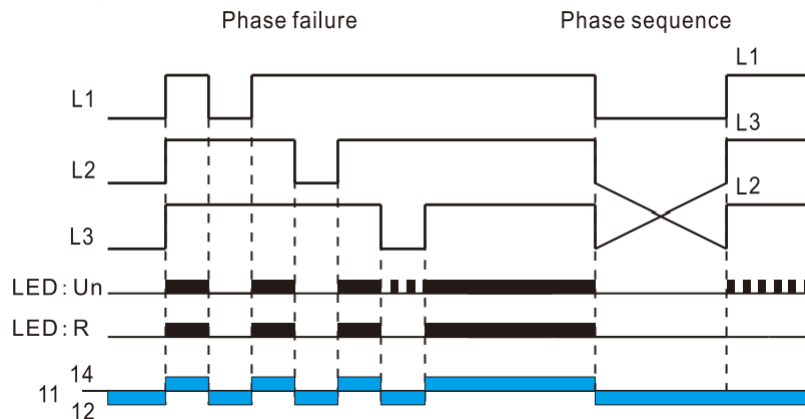 Phase failure
Phase sequence
L1
L1
L3
L2
L2
L3
LED: Un
LED: R
14
11
12